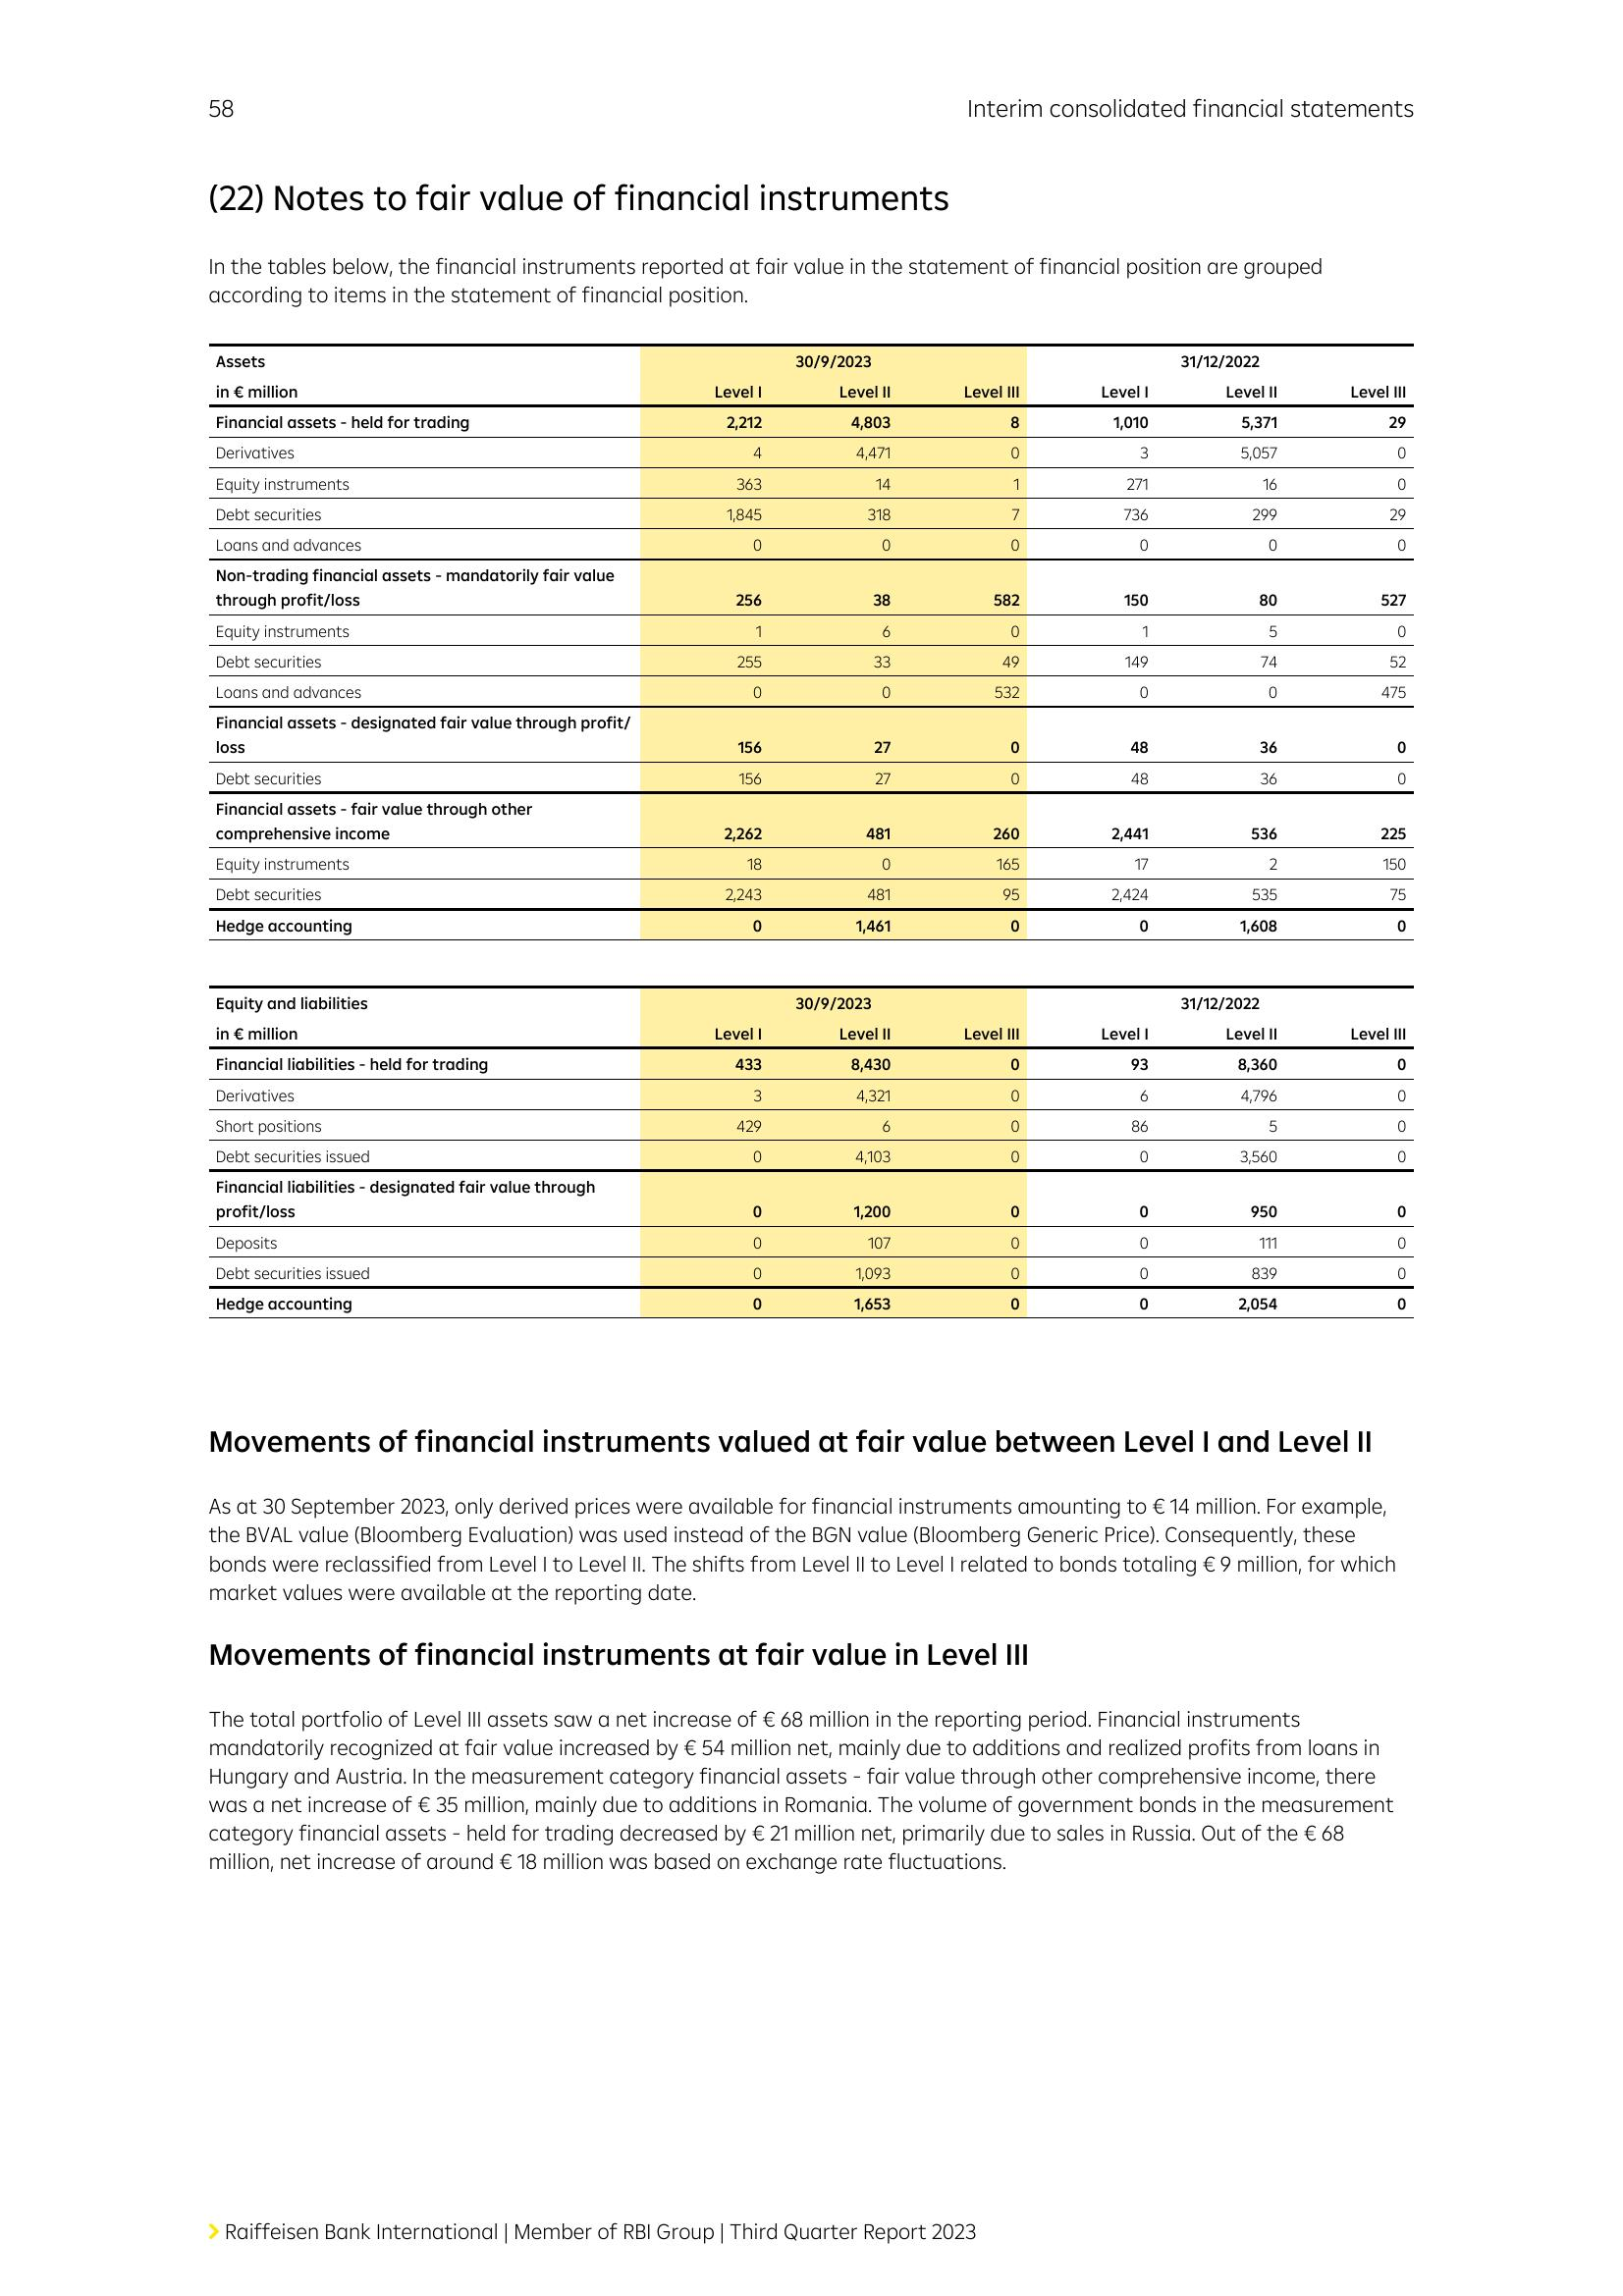 58 Interim consolidated financial statements
(22) Notes to fair value of financial instruments
In the tables below, the financial instruments reported at fair value in the statement of financial position are grouped
according to items in the statement of financial position.
Assets 30/9/2023 31/12/2022
in € million Level I Level II Level III Level I Level II Level III
Financial assets - held for trading 2,212 4,803 8 1,010 5,371 29
Derivatives 4 4,471 0 3 5,057 0
Equity instruments 363 14 1 271 16 0
Debt securities 1,845 318 7 736 299 29
Loans and advances 0 0 0 0 0 0
Non-trading financial assets - mandatorily fair value
through profit/loss 256 38 582 150 80 527
Equity instruments 1 6 0 1 5 0
Debt securities 255 33 49 149 74 52
Loans and advances 0 0 532 0 0 475
Financial assets - designated fair value through profit/
loss 156 27 0 48 36 0
Debt securities 156 27 0 48 36 0
Financial assets - fair value through other
comprehensive income 2,262 481 260 2,441 536 225
Equity instruments 18 0 165 17 2 150
Debt securities 2,243 481 95 2,424 535 75
Hedge accounting 0 1,461 0 0 1,608 0
Equity and liabilities 30/9/2023 31/12/2022
in € million Level I Level II Level III Level I Level II Level III
Financial liabilities - held for trading 433 8,430 0 93 8,360 0
Derivatives 3 4,321 0 6 4,796 0
Short positions 429 6 0 86 5 0
Debt securities issued 0 4,103 0 0 3,560 0
Financial liabilities - designated fair value through
profit/loss 0 1,200 0 0 950 0
Deposits 0 107 0 0 111 0
Debt securities issued 0 1,093 0 0 839 0
Hedge accounting 0 1,653 0 0 2,054 0
Movements of financial instruments valued at fair value between Level I and Level II
As at 30 September 2023, only derived prices were available for financial instruments amounting to € 14 million. For example,
the BVAL value (Bloomberg Evaluation) was used instead of the BGN value (Bloomberg Generic Price). Consequently, these
bonds were reclassified from Level I to Level II. The shifts from Level II to Level I related to bonds totaling € 9 million, for which
market values were available at the reporting date.
Movements of financial instruments at fair value in Level III
The total portfolio of Level III assets saw a net increase of € 68 million in the reporting period. Financial instruments
mandatorily recognized at fair value increased by € 54 million net, mainly due to additions and realized profits from loans in
Hungary and Austria. In the measurement category financial assets - fair value through other comprehensive income, there
was a net increase of € 35 million, mainly due to additions in Romania. The volume of government bonds in the measurement
category financial assets - held for trading decreased by € 21 million net, primarily due to sales in Russia. Out of the € 68
million, net increase of around € 18 million was based on exchange rate fluctuations.
Raiffeisen Bank International | Member of RBI Group | Third Quarter Report 2023